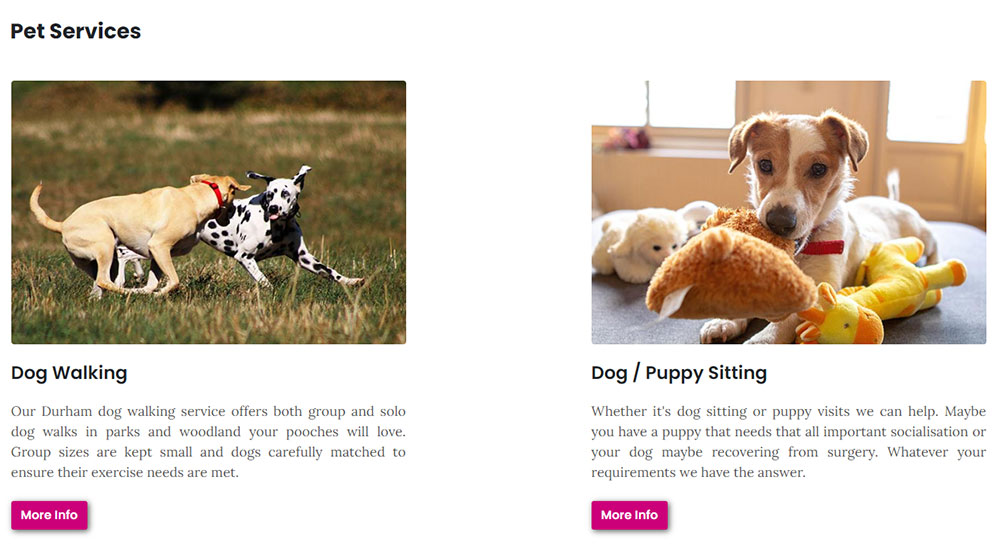 Pet Services
Dog Walking
Our Durham dog walking service offers both group and solo
dog walks in parks and woodland your pooches will love.
Group sizes are kept small and dogs carefully matched to
ensure their exercise needs are met.
More Info
Dog / Puppy Sitting
Whether it's dog sitting or puppy visits we can help. Maybe
you have a puppy that needs that all important socialisation or
your dog maybe recovering from surgery. Whatever your
requirements we have the answer.
More Info